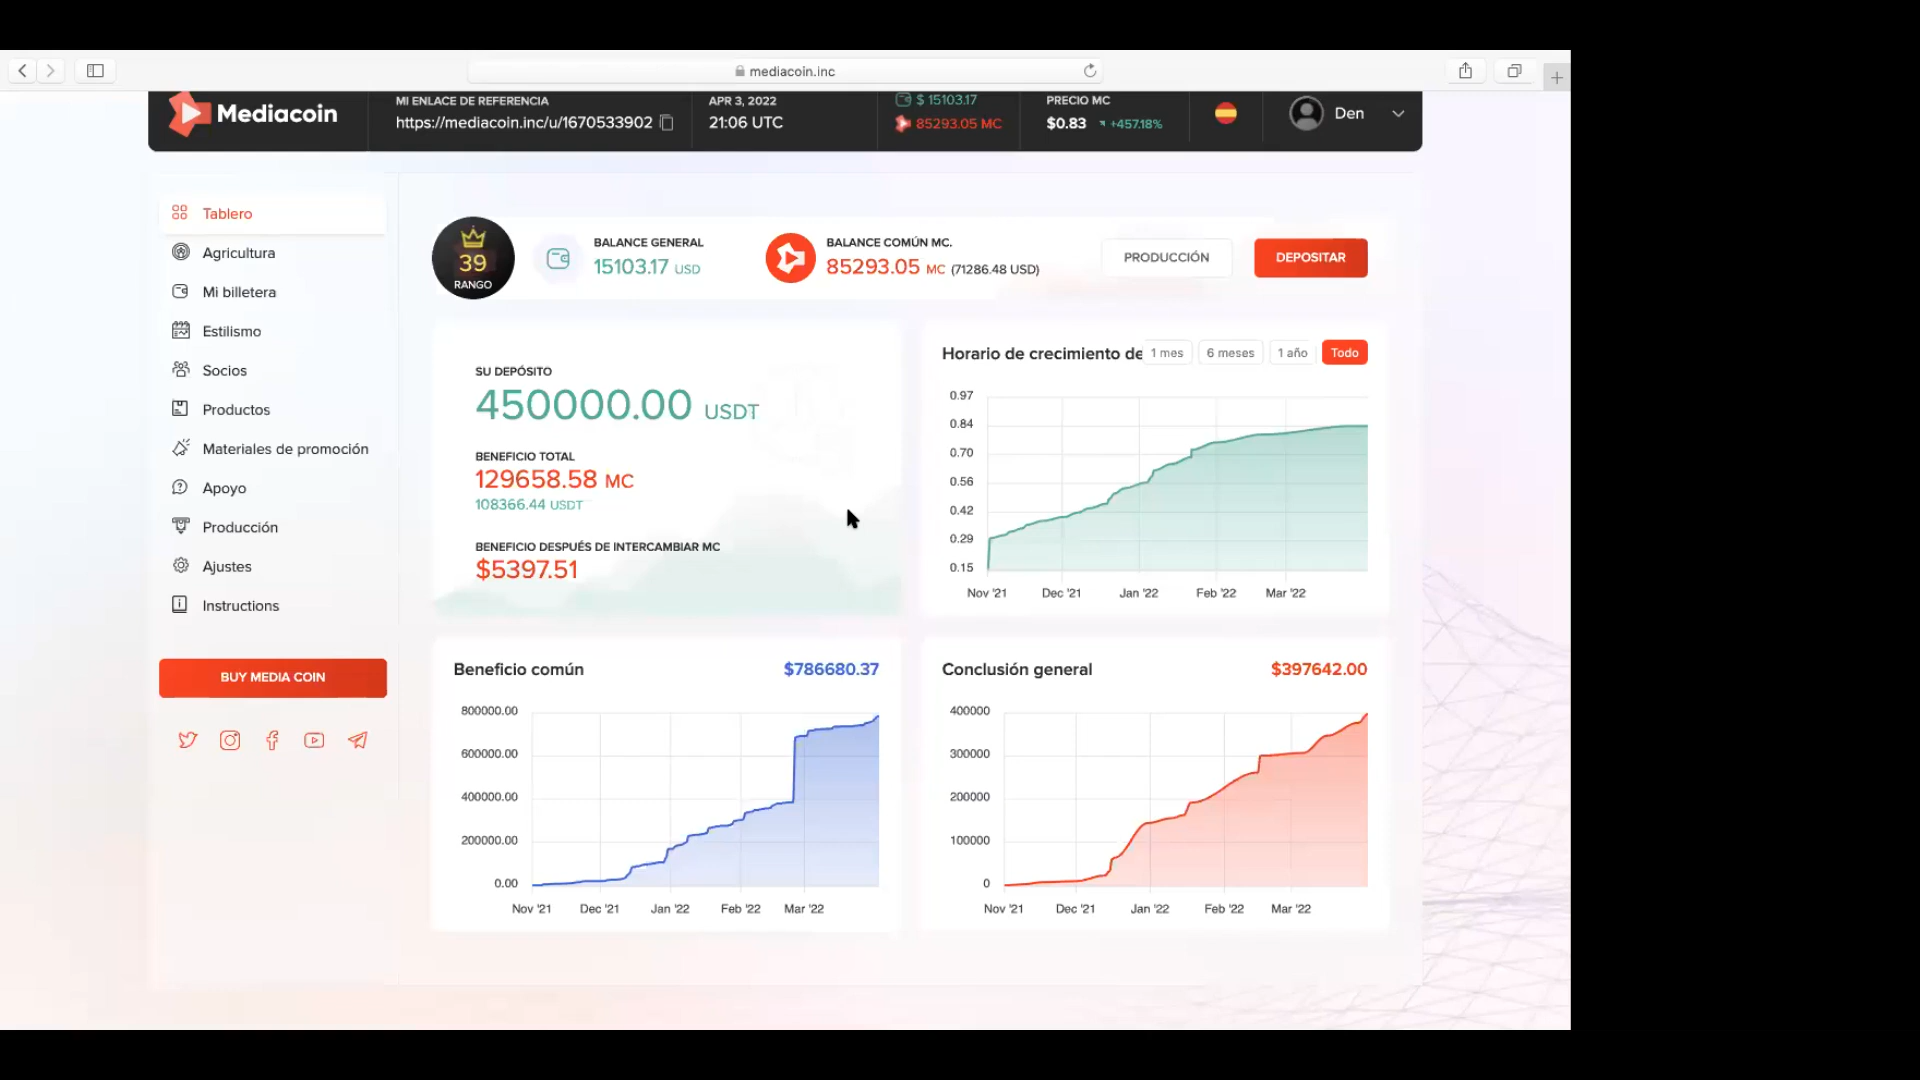 mediacoin.inc
Mediacoin
MI ENLACE DE REFERENCIA
https://mediacoin.inc/u/1670533902
APR 3, 2022
21:06 UTC
$ 15103.17
85293.05 MC
PRECIO MC
$0.83 +457.18%
Den
Tablero
Agricultura
Mi billetera
Estilismo
Socios
Productos
Materiales de promoción
Apoyo
Producción
Ajustes
Instructions
BUY MEDIA COIN
39
RANGO
BALANCE GENERAL
15103.17 USD
BALANCE COMÚN MC.
85293.05 MC (71286.48 USD)
PRODUCCIÓN
DEPOSITAR
SU DEPÓSITO
450000.00 USDT
BENEFICIO TOTAL
129658.58 MC
108366.44 USDT
BENEFICIO DESPUÉS DE INTERCAMBIAR MC
$5397.51
Horario de crecimiento de
1 mes 6 meses 1 año Todo
0.97
0.84
0.70
0.56
0.42
0.29
0.15
Nov '21 Dec '21 Jan '22 Feb '22 Mar '22
Beneficio común $786680.37
800000.00
600000.00
400000.00
200000.00
0.00
Nov '21 Dec '21 Jan '22 Feb '22 Mar '22
Conclusión general $397642.00
400000
300000
200000
100000
0
Nov '21 Dec '21 Jan '22 Feb '22 Mar '22